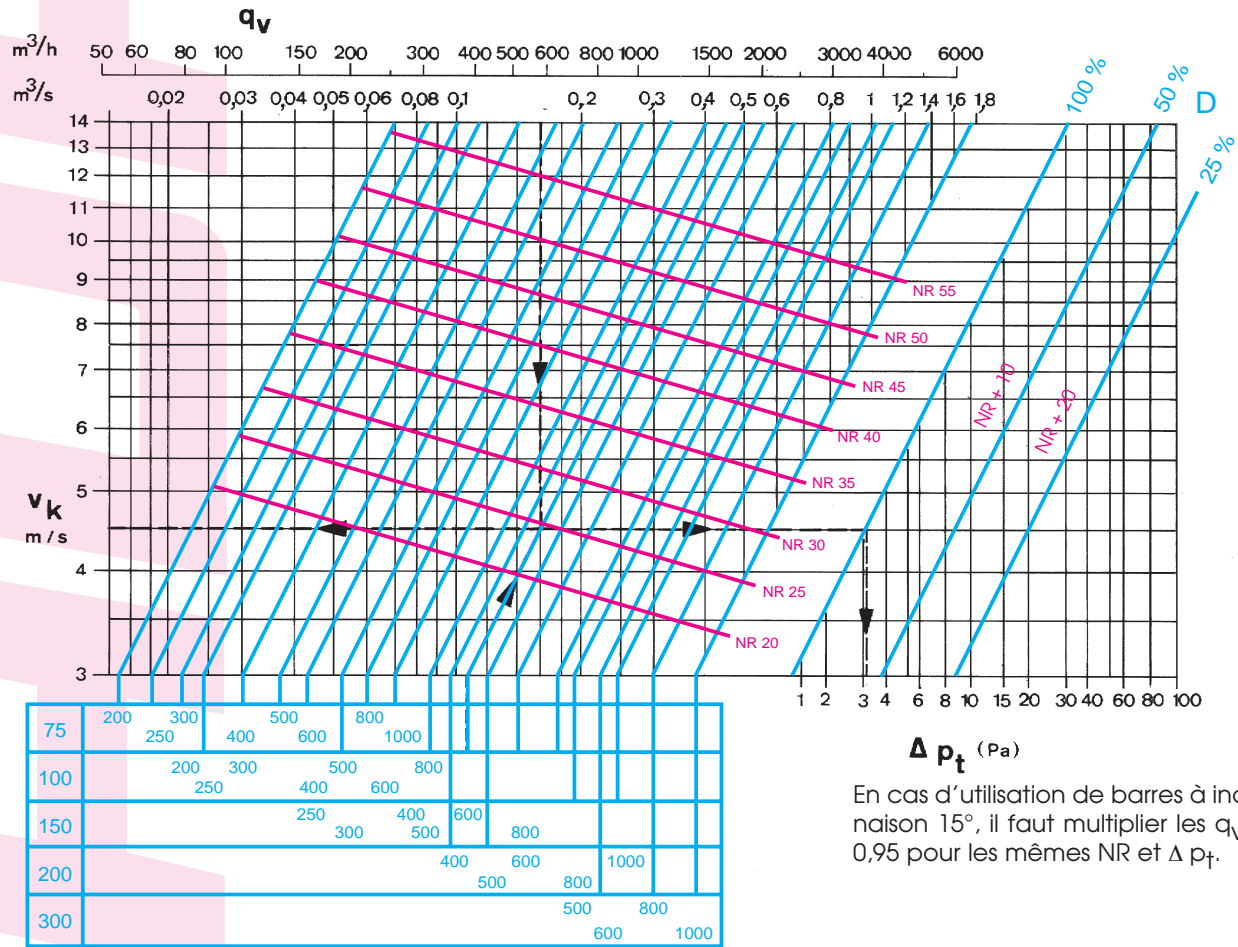 qv
m³/h 50 60 80 100 150 200 300 400 500 600 800 1000 1500 2000 3000 4000 6000
m³/s 0,02 0,03 0,04 0,05 0,06 0,08 0,1 0,2 0,3 0,4 0,5 0,6 0,8 1 1,2 1,4 1,6 1,8
100 %
50 %
D
25 %
14
13
12
11
10
9
8
7
6
5
4
3
vk
m/s
NR 55
NR 50
NR 45
NR 40
NR 35
NR 30
NR 25
NR 20
NR + 10
NR + 20
1 2 3 4 6 8 10 15 20 30 40 60 80 100
Δ pt (Pa)
75 200 300 500 800
250 400 600 1000
100 200 300 500 800
250 400 600
150 250 400 600
300 500 800
200 400 600 1000
500 800
300 500 800
600 1000
En cas d'utilisation de barres à inc
naison 15°, il faut multiplier les qv
0,95 pour les mêmes NR et Δ pt.